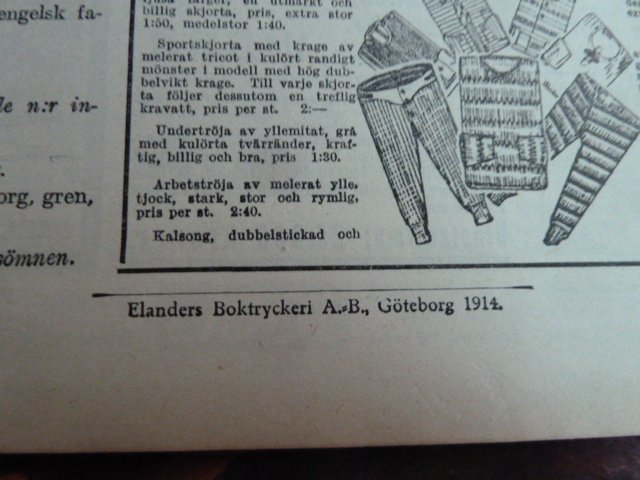 engelsk fa-
de n:r in-
org, gren,
sömnen.
billig skjorta, pris, extra stor
1:50, medelstor 1:40.
Sportskjorta med krage av
melerat tricot i kulört randigt
mönster i modell med hög dub-
belvikt krage. Till varje skjor-
ta följer dessutom en treflig
kravatt, pris per st. 2:—
Undertröja av yllemitat, grå
med kulörta tvärränder, kraf-
tig, billig och bra, pris 1:30.
Arbetströja av melerat ylle,
tjock, stark, stor och rymlig,
pris per st. 2:40.
Kalsong, dubbelstickad och
Elanders Boktryckeri A.-B., Göteborg 1914.